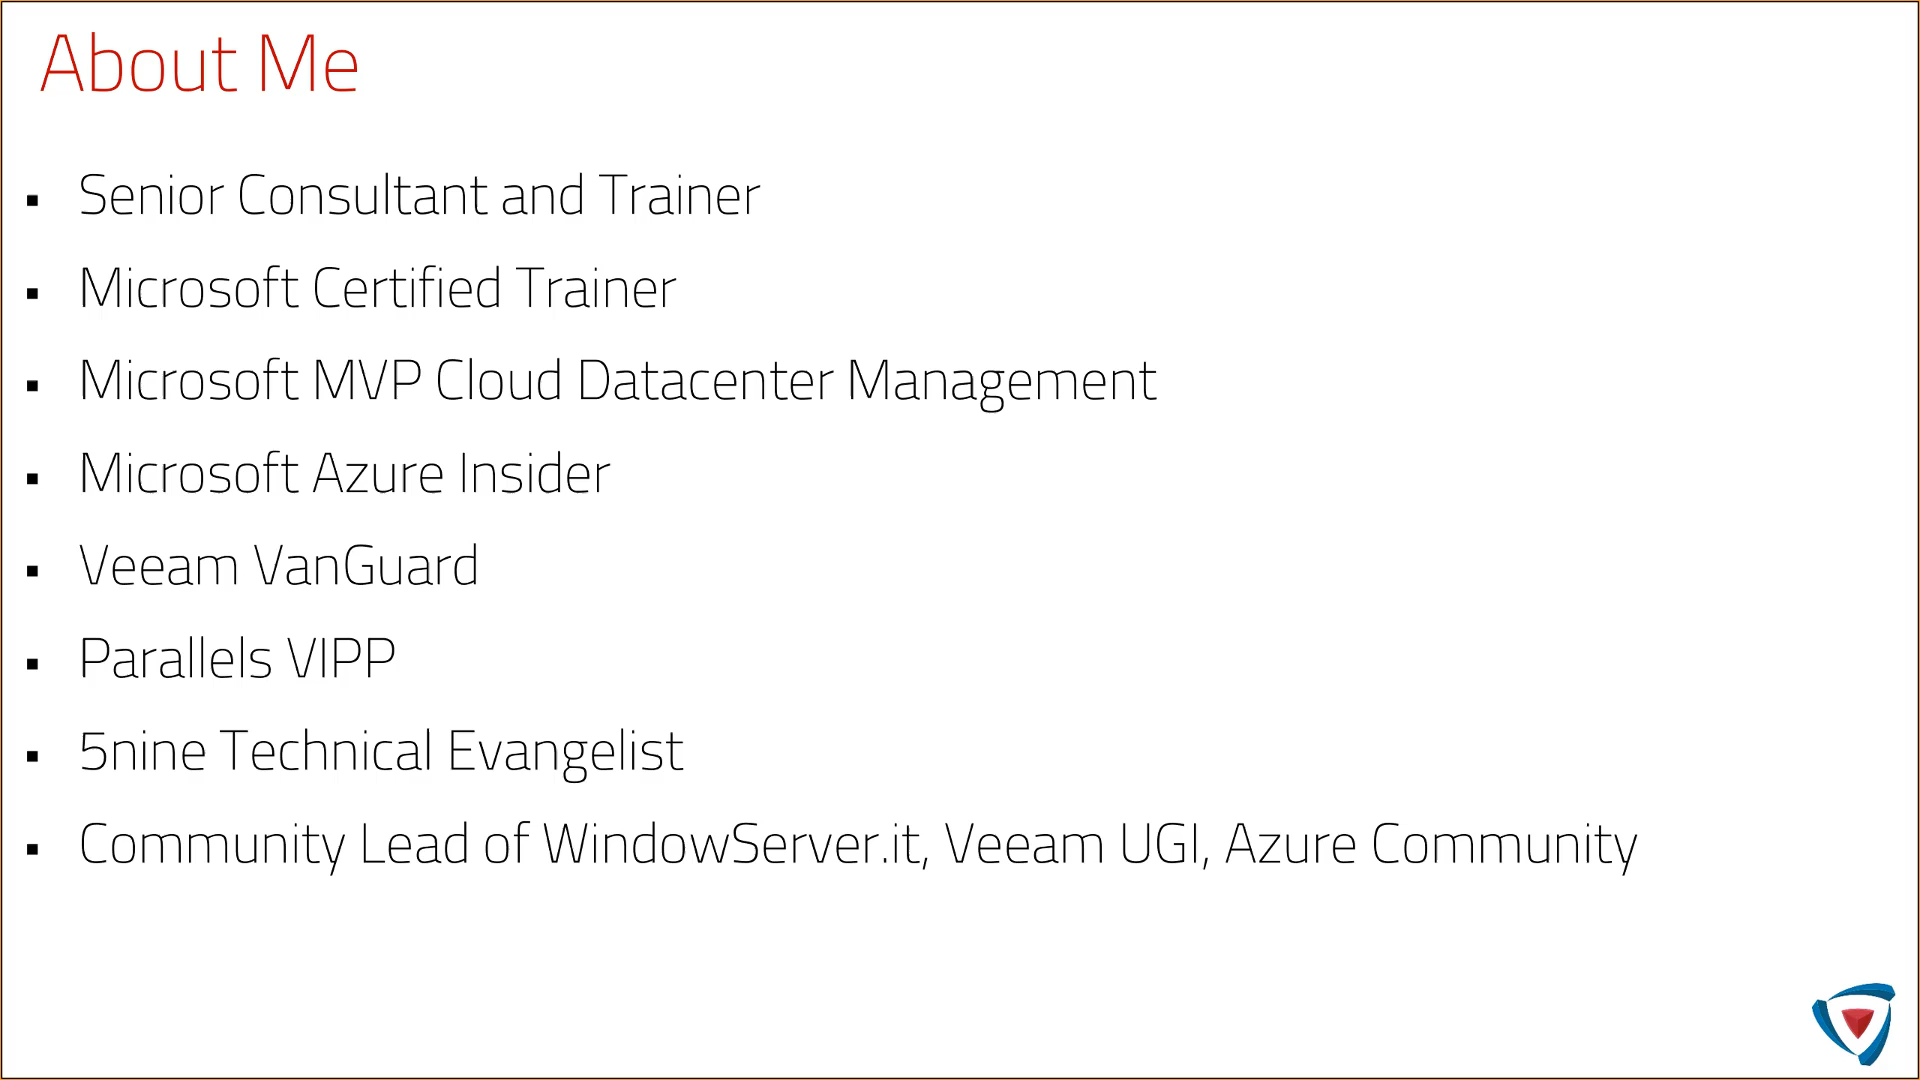 About Me
▪ Senior Consultant and Trainer
▪ Microsoft Certified Trainer
▪ Microsoft MVP Cloud Datacenter Management
▪ Microsoft Azure Insider
▪ Veeam VanGuard
▪ Parallels VIPP
▪ 5nine Technical Evangelist
▪ Community Lead of WindowServer.it, Veeam UGI, Azure Community